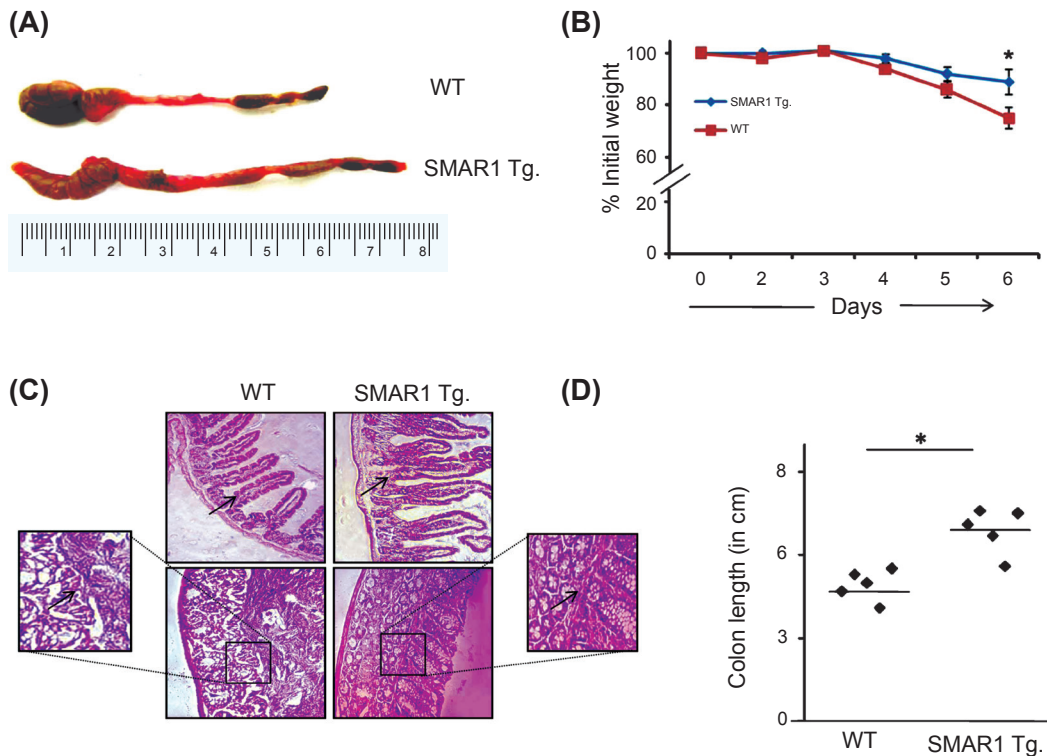 (A)
WT
SMAR1 Tg.
1 2 3 4 5 6 7 8
(B)
% Initial weight
100
80
60
20
0
*
SMAR1 Tg.
WT
0 2 3 4 5 6
Days
(C)
WT SMAR1 Tg.
(D)
Colon length (in cm)
8
6
3
0
*
WT SMAR1 Tg.